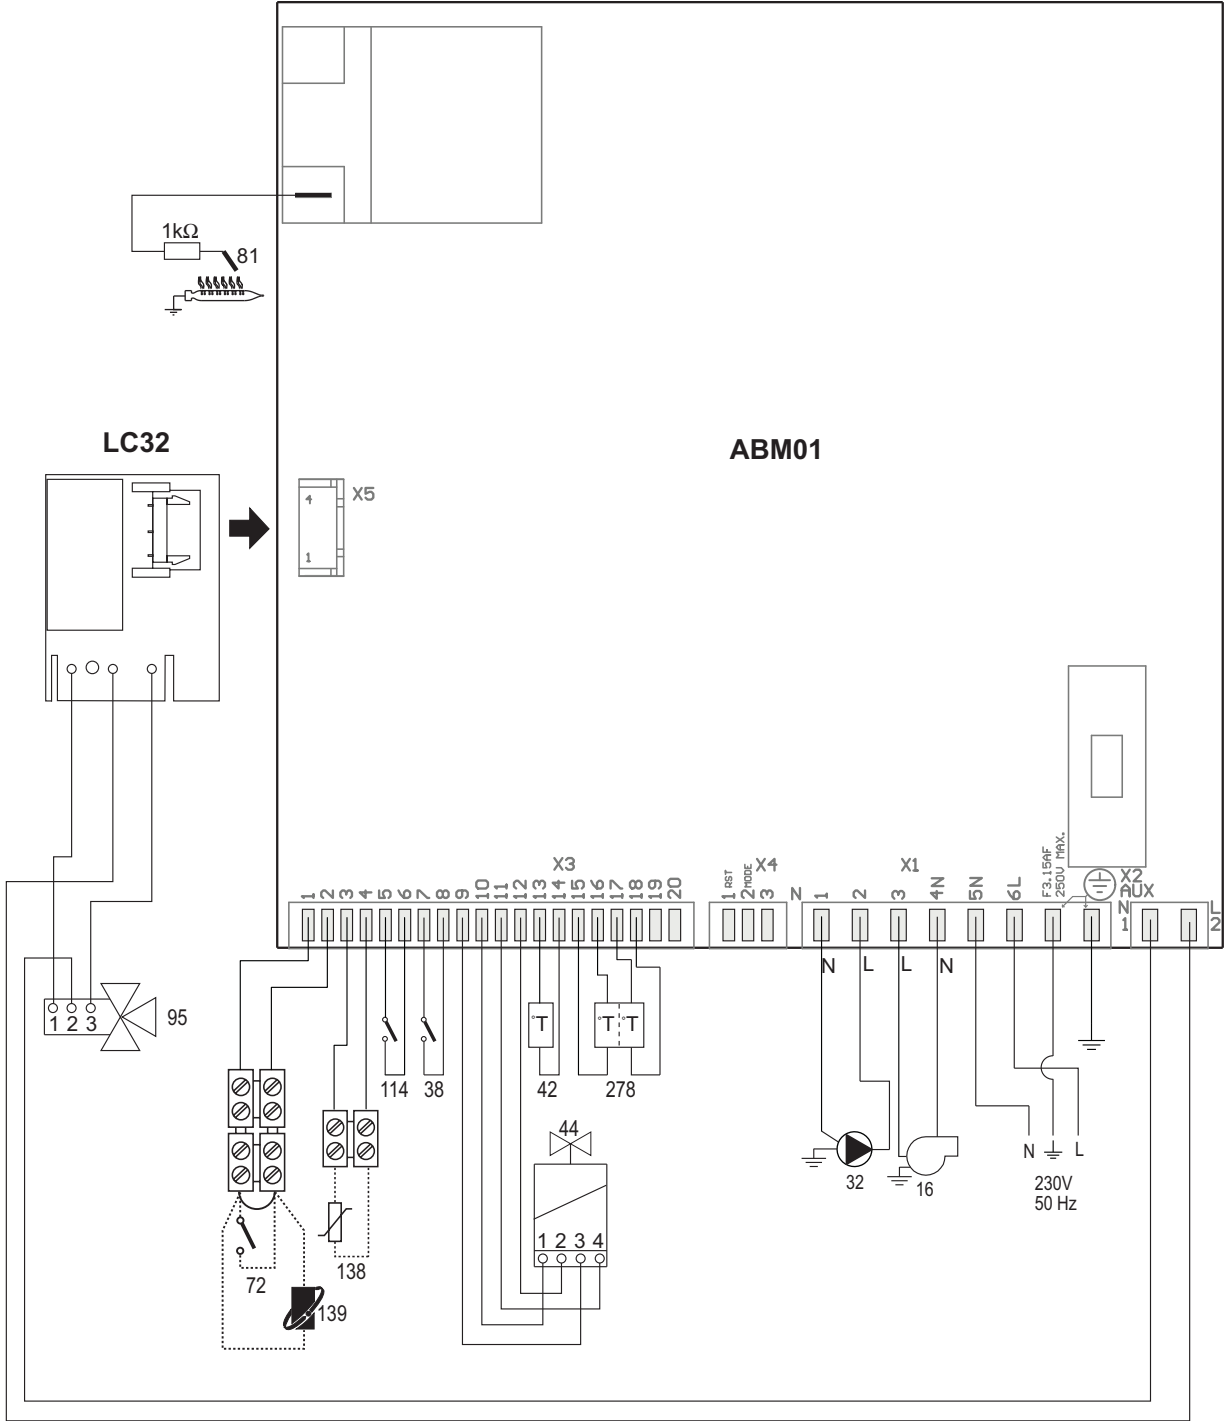 1kΩ
81
LC32
ABM01
4
X5
1
F3.15AF
250V MAX.
X3
X4
X1
X2
AUX
1 2 3 4 5 6 7 8 9 10 11 12 13 14 15 16 17 18 19 20
1 RST
2 MODE
3
N
1 2 3 4N 5N 6L
N
1
L
2
N L L N
1 2 3
95
°T
°T °T
114
38
42
278
44
32
16
N L
230V
50 Hz
1 2 3 4
72
138
139